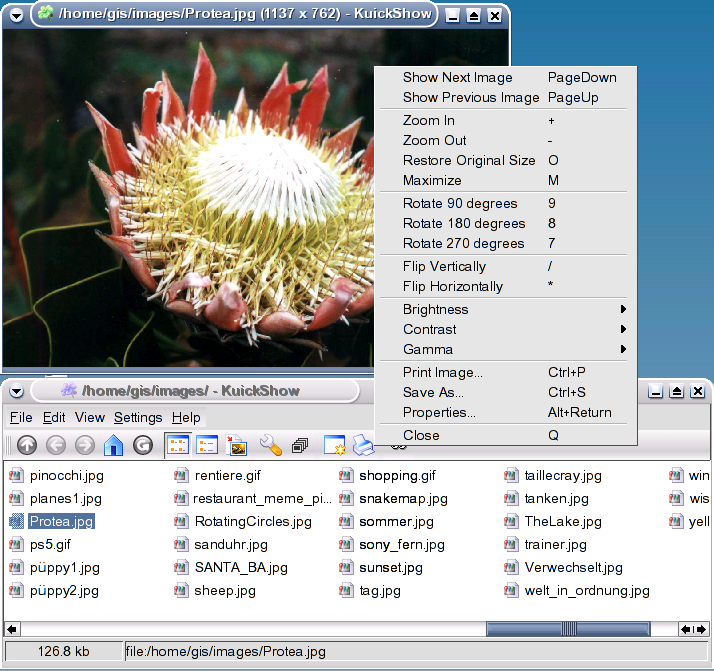 /home/gis/images/Protea.jpg (1137 x 762) - KuickShow
Show Next Image PageDown
Show Previous Image PageUp
Zoom In +
Zoom Out -
Restore Original Size O
Maximize M
Rotate 90 degrees 9
Rotate 180 degrees 8
Rotate 270 degrees 7
Flip Vertically /
Flip Horizontally *
Brightness
Contrast
Gamma
Print Image... Ctrl+P
Save As... Ctrl+S
Properties... Alt+Return
Close Q
/home/gis/images/ - KuickShow
File Edit View Settings Help
pinocchi.jpg rentiere.gif shopping.gif taillecray.jpg win
planes1.jpg restaurant_meme_pi... snakemap.jpg tanken.jpg wis
Protea.jpg RotatingCircles.jpg sommer.jpg TheLake.jpg yell
ps5.gif sanduhr.jpg sony_fern.jpg trainer.jpg
püppy1.jpg SANTA_BA.jpg sunset.jpg Verwechselt.jpg
püppy2.jpg sheep.jpg tag.jpg welt_in_ordnung.jpg
126.8 kb file:/home/gis/images/Protea.jpg